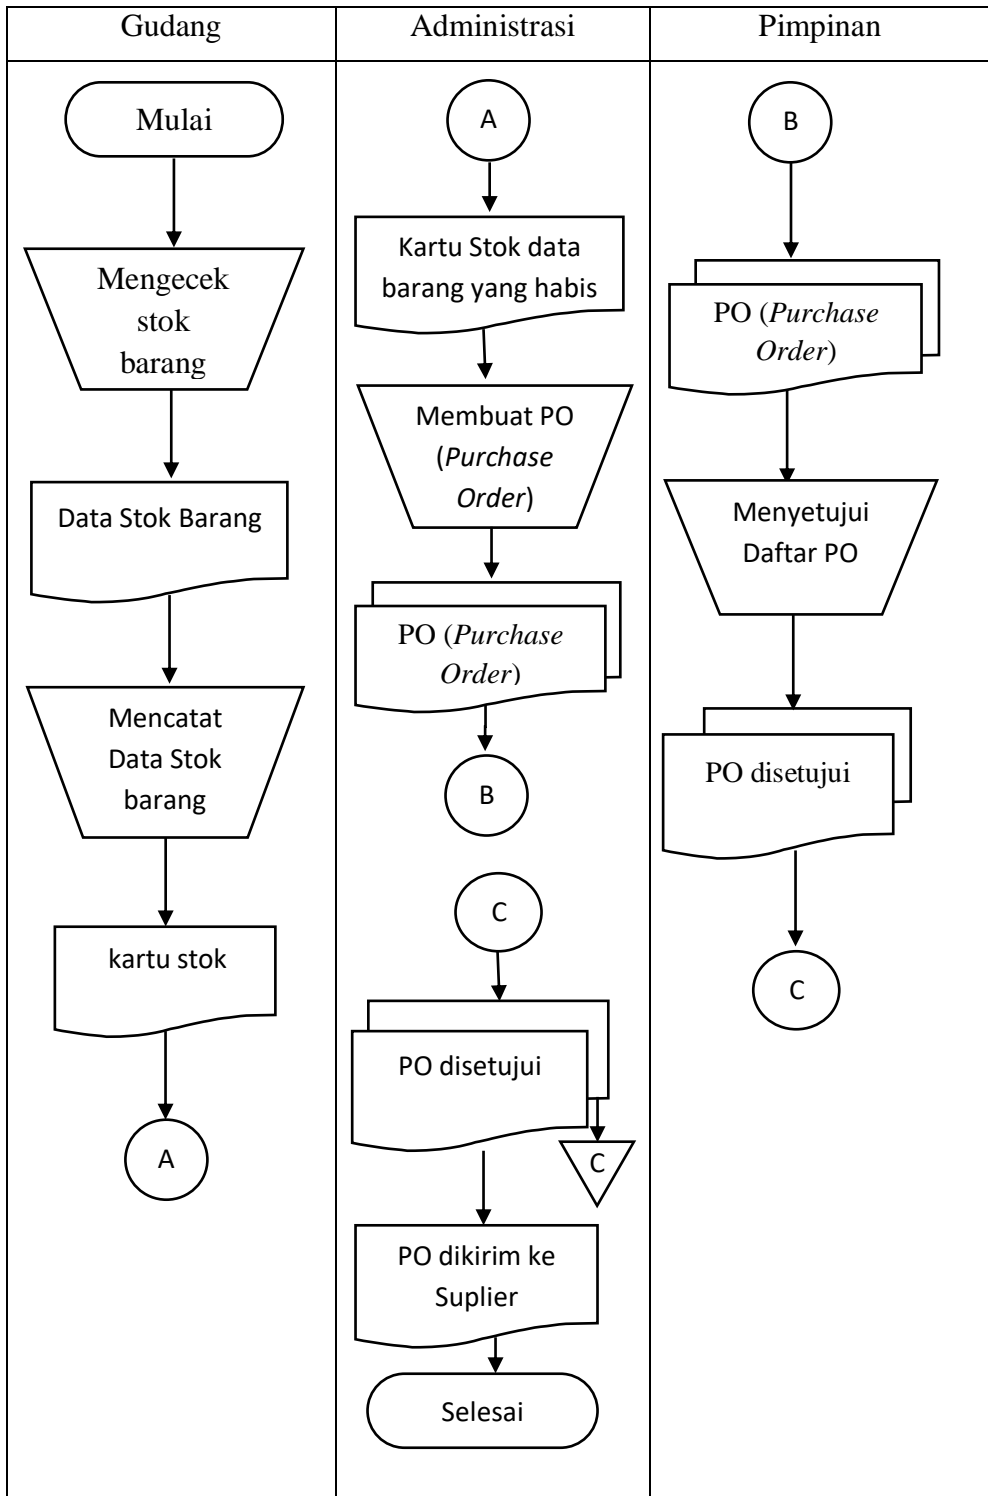 Gudang
Administrasi
Pimpinan
Mulai
Mengecek
stok
barang
Data Stok Barang
Mencatat
Data Stok
barang
kartu stok
A
A
Kartu Stok data
barang yang habis
Membuat PO
(Purchase
Order)
PO (Purchase
Order)
B
C
PO disetujui
C
PO dikirim ke
Suplier
Selesai
B
PO (Purchase
Order)
Menyetujui
Daftar PO
PO disetujui
C